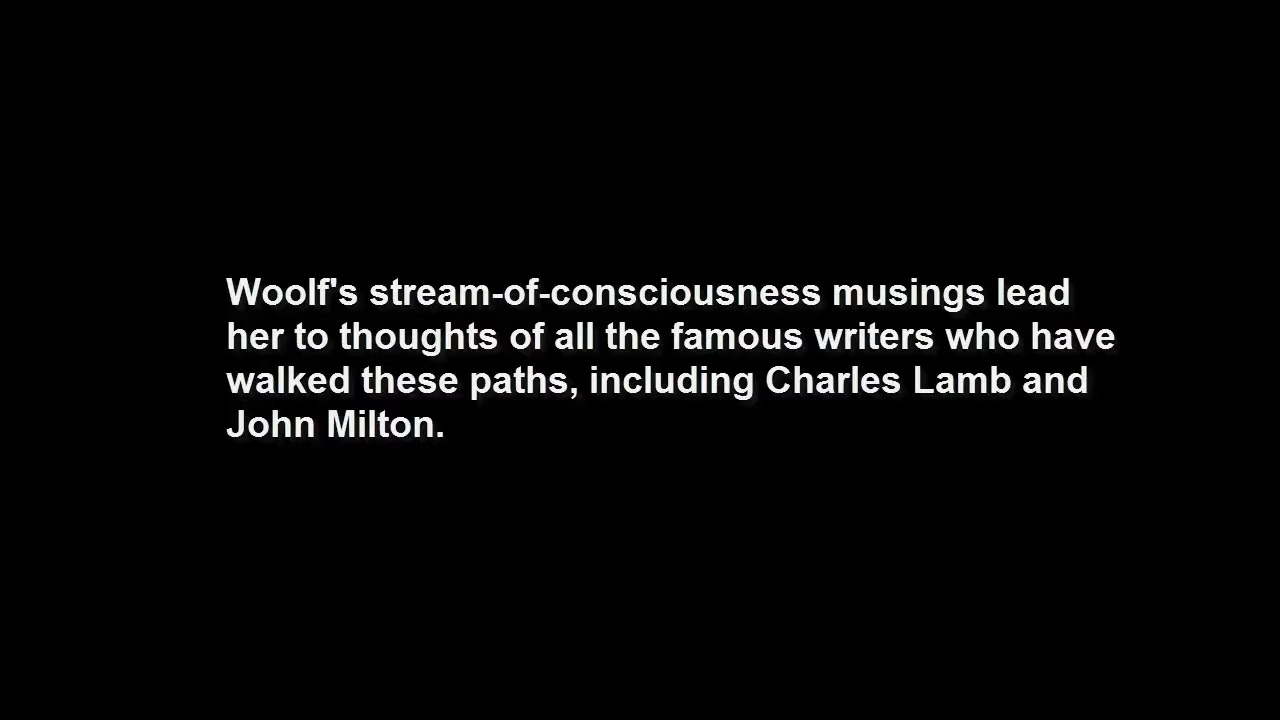 Woolf's stream-of-consciousness musings lead
her to thoughts of all the famous writers who have
walked these paths, including Charles Lamb and
John Milton.